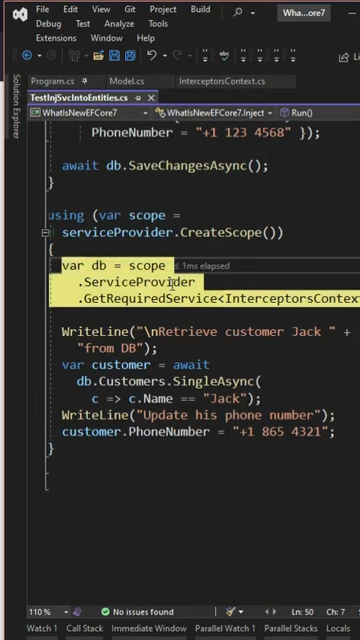 File Edit View Git Project Build
Debug Test Analyze Tools
Extensions Window Help
Wha...ore7
Li
Solution Explorer
Program.cs Model.cs InterceptorsContext.cs
TestInjSvcIntoEntities.cs
WhatIsNewEFCore7 WhatIsNewEFCore7.Inject Run()
PhoneNumber = "+1 123 4568" });
await db.SaveChangesAsync();
}
using (var scope =
serviceProvider.CreateScope())
{
var db = scope ≤ 1ms elapsed
.ServiceProvider
.GetRequiredService<InterceptorsContext
WriteLine("\nRetrieve customer Jack " +
"from DB");
var customer = await
db.Customers.SingleAsync(
c => c.Name == "Jack");
WriteLine("Update his phone number");
customer.PhoneNumber = "+1 865 4321";
}
110 % No issues found Ln: 50 Ch: 7
Watch 1 Call Stack Immediate Window Parallel Watch 1 Parallel Stacks Locals